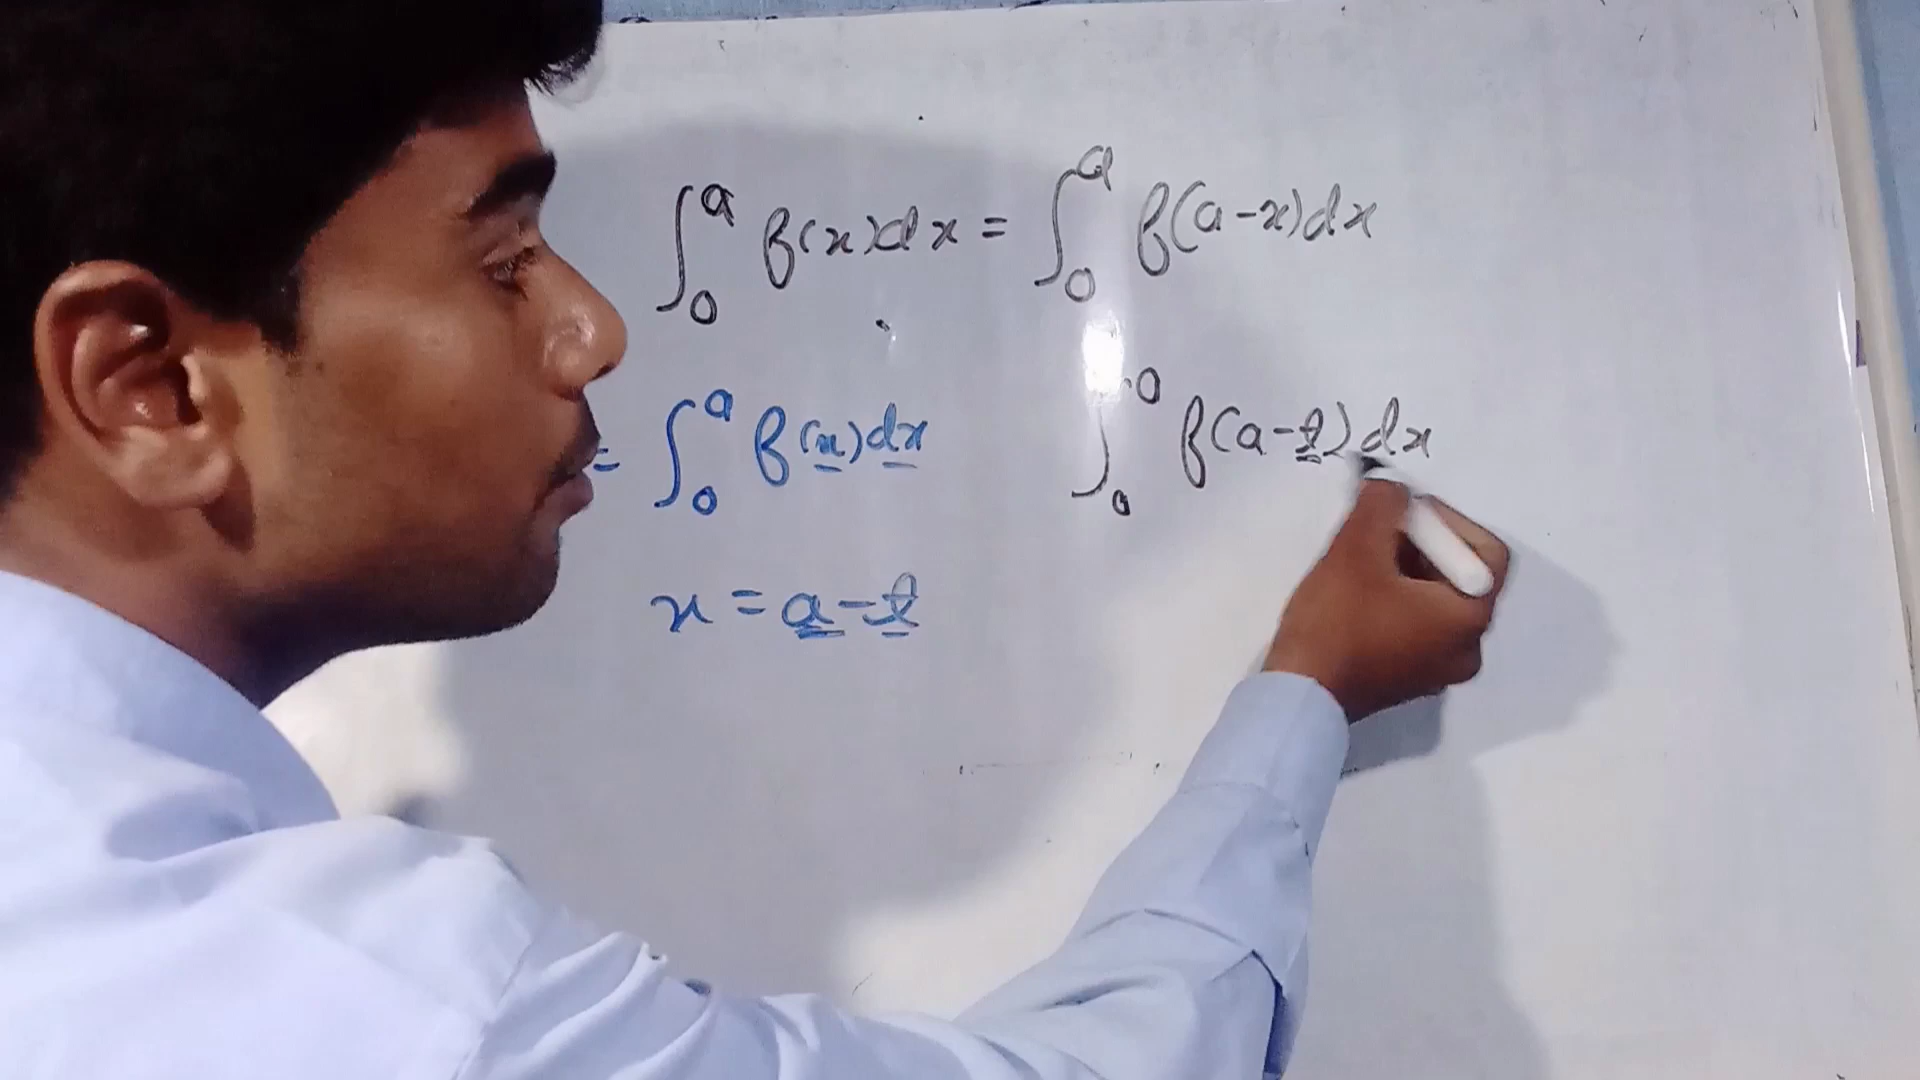 ∫₀ᵃ f(x)dx = ∫₀ᵃ f(a-x)dx
= ∫₀ᵃ f(x)dx ∫ₐ⁰ f(a-t)dx
x = a-t